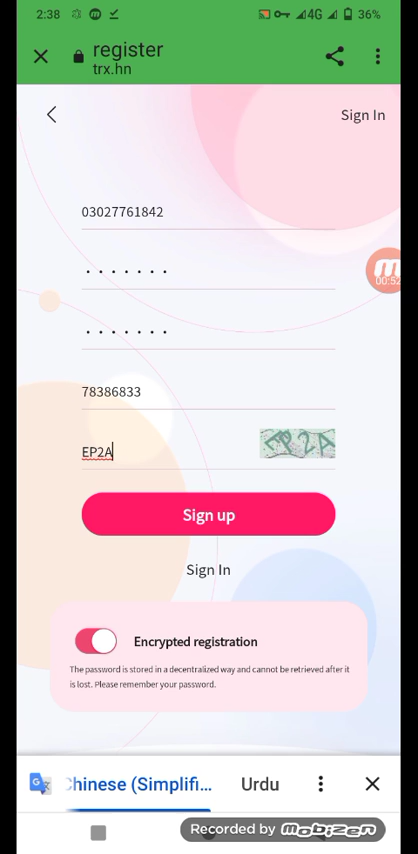 2:38
4G
36%
register
trx.hn
Sign In
03027761842
00:52
78386833
EP2A
Sign up
Sign In
Encrypted registration
The password is stored in a decentralized way and cannot be retrieved after it
is lost. Please remember your password.
Chinese (Simplifi...
Urdu
Recorded by mobizen